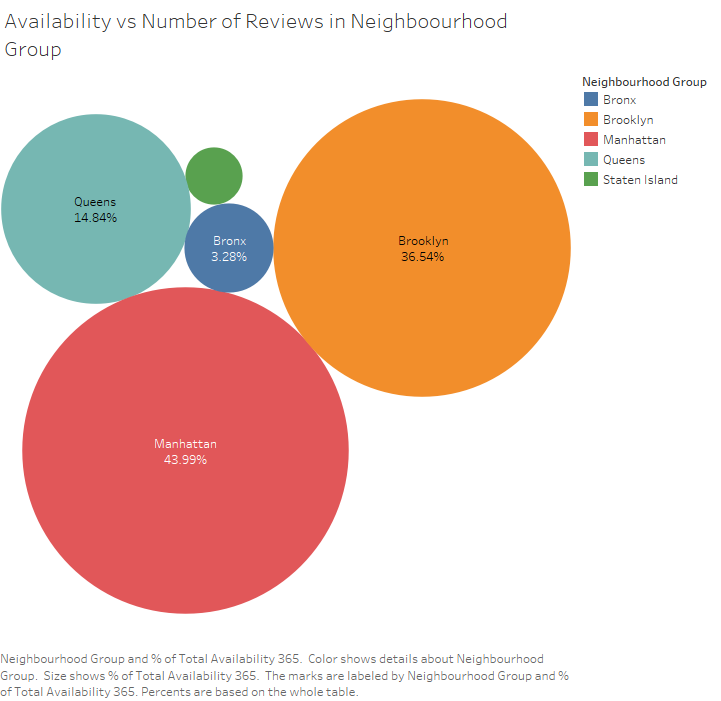 Availability vs Number of Reviews in Neighboourhood
Group
Neighbourhood Group
Bronx
Brooklyn
Manhattan
Queens
Staten Island
Queens
14.84%
Bronx
3.28%
Brooklyn
36.54%
Manhattan
43.99%
Neighbourhood Group and % of Total Availability 365.  Color shows details about Neighbourhood
Group.  Size shows % of Total Availability 365.  The marks are labeled by Neighbourhood Group and %
of Total Availability 365. Percents are based on the whole table.